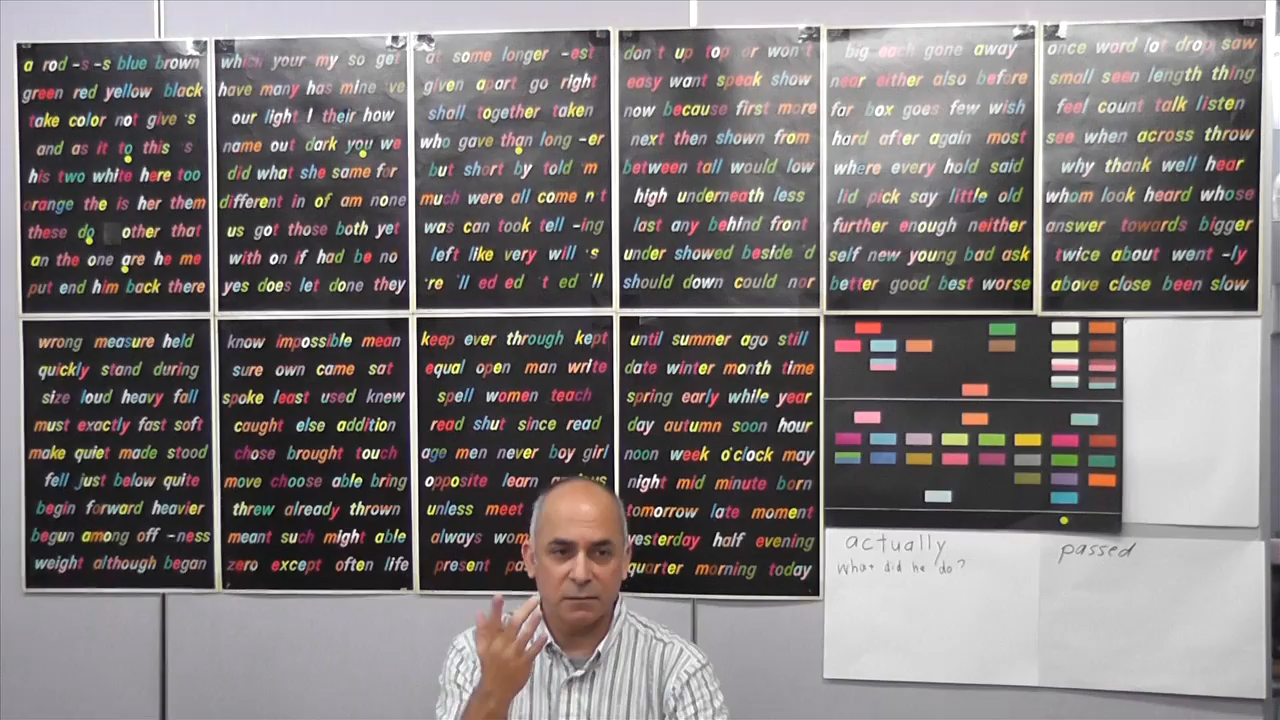 a rod -s -s blue brown
green red yellow black
take color not give 's
and as it to this 's
his two white here too
orange the is her them
these do other that
an the one are he me
put end him back there
which your my so get
have many has mine 've
our light I their how
name out dark you we
did what she same for
different in of am none
us got those both yet
with on if had be no
yes does let done they
at some longer -est
given apart go right
shall together taken
who gave than long -er
but short by told 'm
much were all come n't
was can took tell -ing
left like very will 's
're 'll ed ed 't ed 'll
don't up top or won't
easy want speak show
now because first more
next then shown from
between tall would low
high underneath less
last any behind front
under showed beside 'd
should down could nor
big each gone away
near either also before
far box goes few wish
hard after again most
where every hold said
lid pick say little old
further enough neither
self new young bad ask
better good best worse
once word lot drop saw
small seen length thing
feel count talk listen
see when across throw
why thank well hear
whom look heard whose
answer towards bigger
twice about went -ly
above close been slow
wrong measure held
quickly stand during
size loud heavy fall
must exactly fast soft
make quiet made stood
fell just below quite
begin forward heavier
begun among off -ness
weight although began
know impossible mean
sure own came sat
spoke least used knew
caught else addition
chose brought touch
move choose able bring
threw already thrown
meant such might able
zero except often life
keep ever through kept
equal open man write
spell women teach
read shut since read
age men never boy girl
opposite learn
unless meet
always
present
until summer ago still
date winter month time
spring early while year
day autumn soon hour
noon week o'clock may
night mid minute born
tomorrow late moment
yesterday half evening
quarter morning today
actually
What did he do?
passed